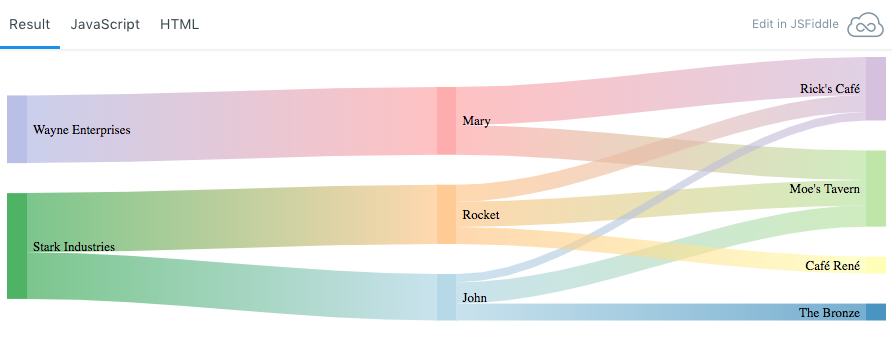 Result JavaScript HTML Edit in JSFiddle
Rick's Café
Mary
Wayne Enterprises
Moe's Tavern
Rocket
Stark Industries
Café René
John
The Bronze